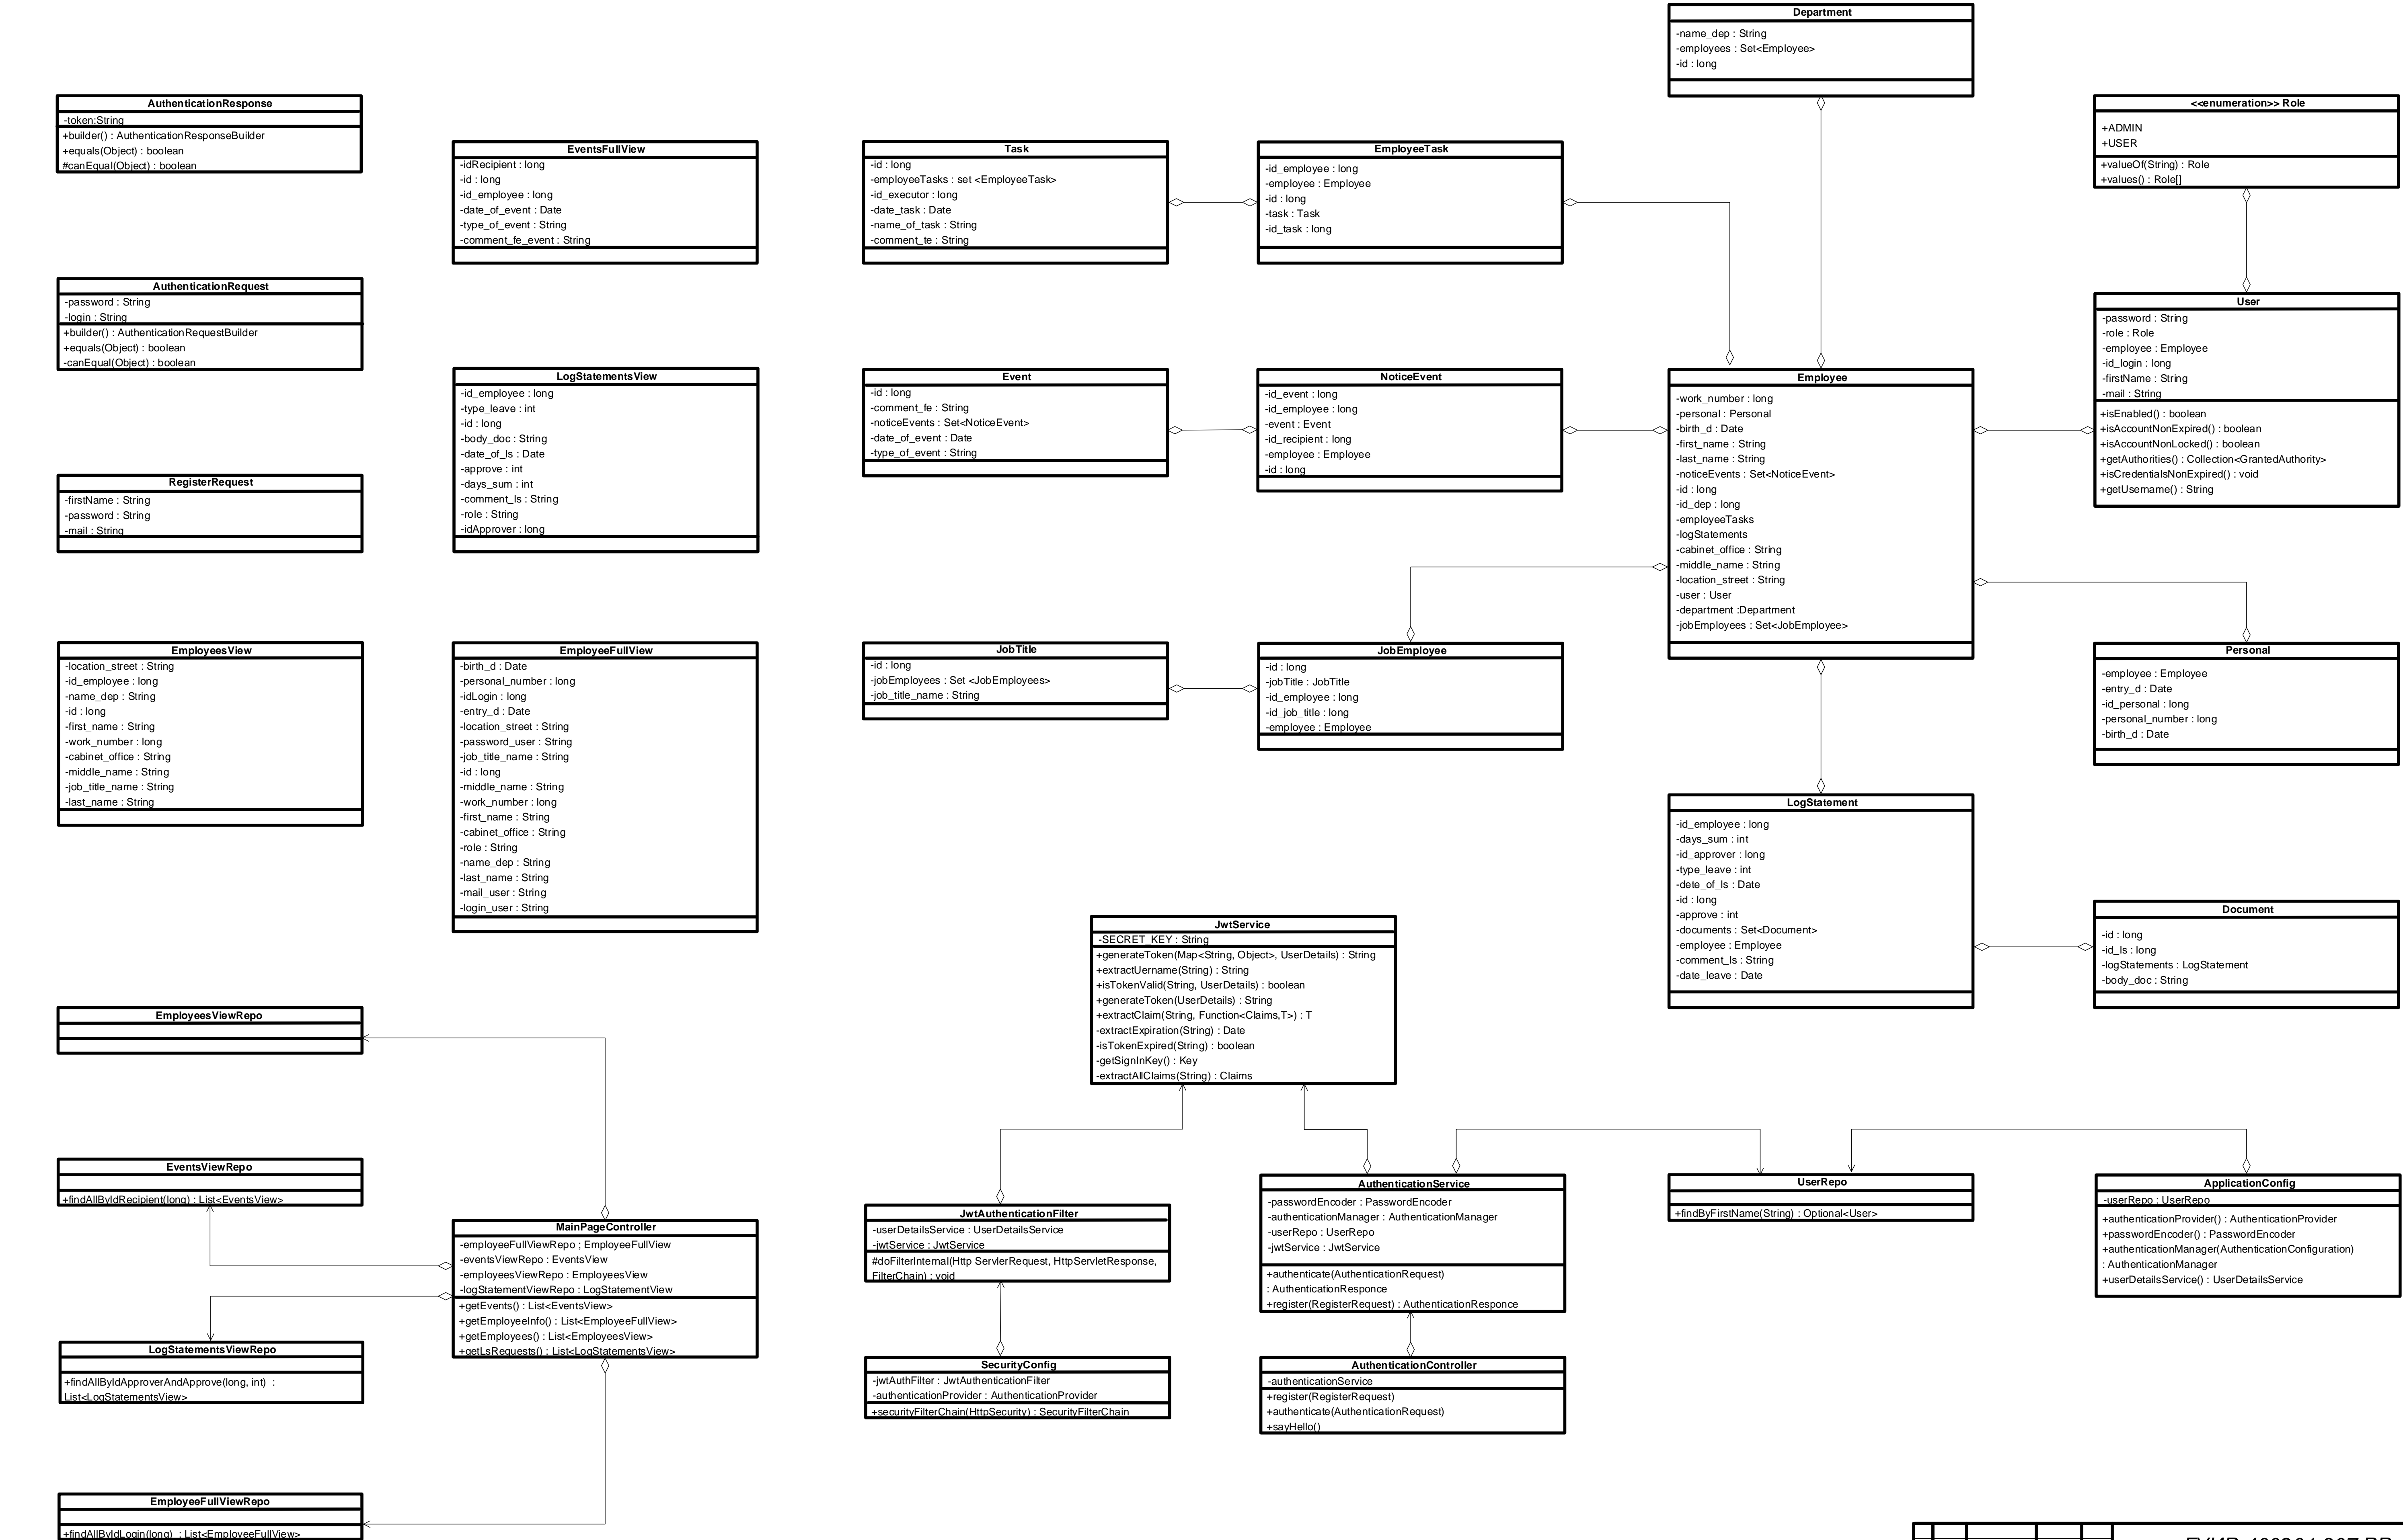 Department
-name_dep : String
-employees : Set<Employee>
-id : long
AuthenticationResponse
-token:String
+builder() : AuthenticationResponseBuilder
+equals(Object) : boolean
#canEqual(Object) : boolean
<<enumeration>> Role
+ADMIN
+USER
+valueOf(String) : Role
+values() : Role[]
EventsFullView
-idRecipient : long
-id : long
-id_employee : long
-date_of_event : Date
-type_of_event : String
-comment_fe_event : String
Task
-id : long
-employeeTasks : set <EmployeeTask>
-id_executor : long
-date_task : Date
-name_of_task : String
-comment_te : String
EmployeeTask
-id_employee : long
-employee : Employee
-id : long
-task : Task
-id_task : long
AuthenticationRequest
-password : String
-login : String
+builder() : AuthenticationRequestBuilder
+equals(Object) : boolean
-canEqual(Object) : boolean
User
-password : String
-role : Role
-employee : Employee
-id_login : long
-firstName : String
-mail : String
+isEnabled() : boolean
+isAccountNonExpired() : boolean
+isAccountNonLocked() : boolean
+getAuthorities() : Collection<GrantedAuthority>
+isCredentialsNonExpired() : void
+getUsername() : String
LogStatementsView
-id_employee : long
-type_leave : int
-id : long
-body_doc : String
-date_of_ls : Date
-approve : int
-days_sum : int
-comment_ls : String
-role : String
-idApprover : long
Event
-id : long
-comment_fe : String
-noticeEvents : Set<NoticeEvent>
-date_of_event : Date
-type_of_event : String
NoticeEvent
-id_event : long
-id_employee : long
-event : Event
-id_recipient : long
-employee : Employee
-id : long
Employee
-work_number : long
-personal : Personal
-birth_d : Date
-first_name : String
-last_name : String
-noticeEvents : Set<NoticeEvent>
-id : long
-id_dep : long
-employeeTasks
-logStatements
-cabinet_office : String
-middle_name : String
-location_street : String
-user : User
-department :Department
-jobEmployees : Set<JobEmployee>
RegisterRequest
-firstName : String
-password : String
-mail : String
EmployeesView
-location_street : String
-id_employee : long
-name_dep : String
-id : long
-first_name : String
-work_number : long
-cabinet_office : String
-middle_name : String
-job_title_name : String
-last_name : String
EmployeeFullView
-birth_d : Date
-personal_number : long
-idLogin : long
-entry_d : Date
-location_street : String
-password_user : String
-job_title_name : String
-id : long
-middle_name : String
-work_number : long
-first_name : String
-cabinet_office : String
-role : String
-name_dep : String
-last_name : String
-mail_user : String
-login_user : String
JobTitle
-id : long
-jobEmployees : Set <JobEmployees>
-job_title_name : String
JobEmployee
-id : long
-jobTitle : JobTitle
-id_employee : long
-id_job_title : long
-employee : Employee
Personal
-employee : Employee
-entry_d : Date
-id_personal : long
-personal_number : long
-birth_d : Date
LogStatement
-id_employee : long
-days_sum : int
-id_approver : long
-type_leave : int
-dete_of_ls : Date
-id : long
-approve : int
-documents : Set<Document>
-employee : Employee
-comment_ls : String
-date_leave : Date
Document
-id : long
-id_ls : long
-logStatements : LogStatement
-body_doc : String
JwtService
-SECRET_KEY : String
+generateToken(Map<String, Object>, UserDetails) : String
+extractUername(String) : String
+isTokenValid(String, UserDetails) : boolean
+generateToken(UserDetails) : String
+extractClaim(String, Function<Claims,T>) : T
-extractExpiration(String) : Date
-isTokenExpired(String) : boolean
-getSignInKey() : Key
-extractAllClaims(String) : Claims
EmployeesViewRepo
EventsViewRepo
+findAllByIdRecipient(long) : List<EventsView>
MainPageController
-employeeFullViewRepo ; EmployeeFullView
-eventsViewRepo : EventsView
-employeesViewRepo : EmployeesView
-logStatementViewRepo : LogStatementView
+getEvents() : List<EventsView>
+getEmployeeInfo() : List<EmployeeFullView>
+getEmployees() : List<EmployeesView>
+getLsRequests() : List<LogStatementsView>
JwtAuthenticationFilter
-userDetailsService : UserDetailsService
-jwtService : JwtService
#doFilterInternal(Http ServlerRequest, HttpServletResponse,
FilterChain) : void
AuthenticationService
-passwordEncoder : PasswordEncoder
-authenticationManager : AuthenticationManager
-userRepo : UserRepo
-jwtService : JwtService
+authenticate(AuthenticationRequest)
: AuthenticationResponce
+register(RegisterRequest) : AuthenticationResponce
UserRepo
+findByFirstName(String) : Optional<User>
ApplicationConfig
-userRepo : UserRepo
+authenticationProvider() : AuthenticationProvider
+passwordEncoder() : PasswordEncoder
+authenticationManager(AuthenticationConfiguration)
: AuthenticationManager
+userDetailsService() : UserDetailsService
LogStatementsViewRepo
+findAllByIdApproverAndApprove(long, int) :
List<LogStatementsView>
SecurityConfig
-jwtAuthFilter : JwtAuthenticationFilter
-authenticationProvider : AuthenticationProvider
+securityFilterChain(HttpSecurity) : SecurityFilterChain
AuthenticationController
-authenticationService
+register(RegisterRequest)
+authenticate(AuthenticationRequest)
+sayHello()
EmployeeFullViewRepo
+findAllByIdLogin(long) : List<EmployeeFullView>